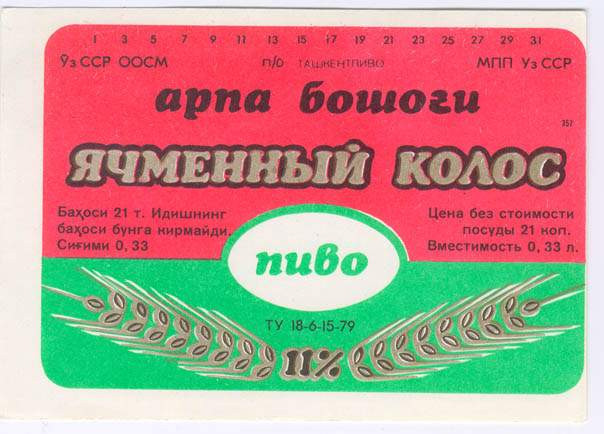 1 3 5 7 9 11 13 15 17 19 21 23 25 27 29 31
Ўз ССР ООСМ п/о ТАШКЕНТПИВО МПП Уз ССР
арпа бошоғи
357
ЯЧМЕННЫЙ КОЛОС
Баҳоси 21 т. Идишнинг
баҳоси бунга кирмайди.
Сиғими 0,33
Цена без стоимости
посуды 21 коп.
Вместимость 0,33 л.
пиво
ТУ 18-6-15-79
11%